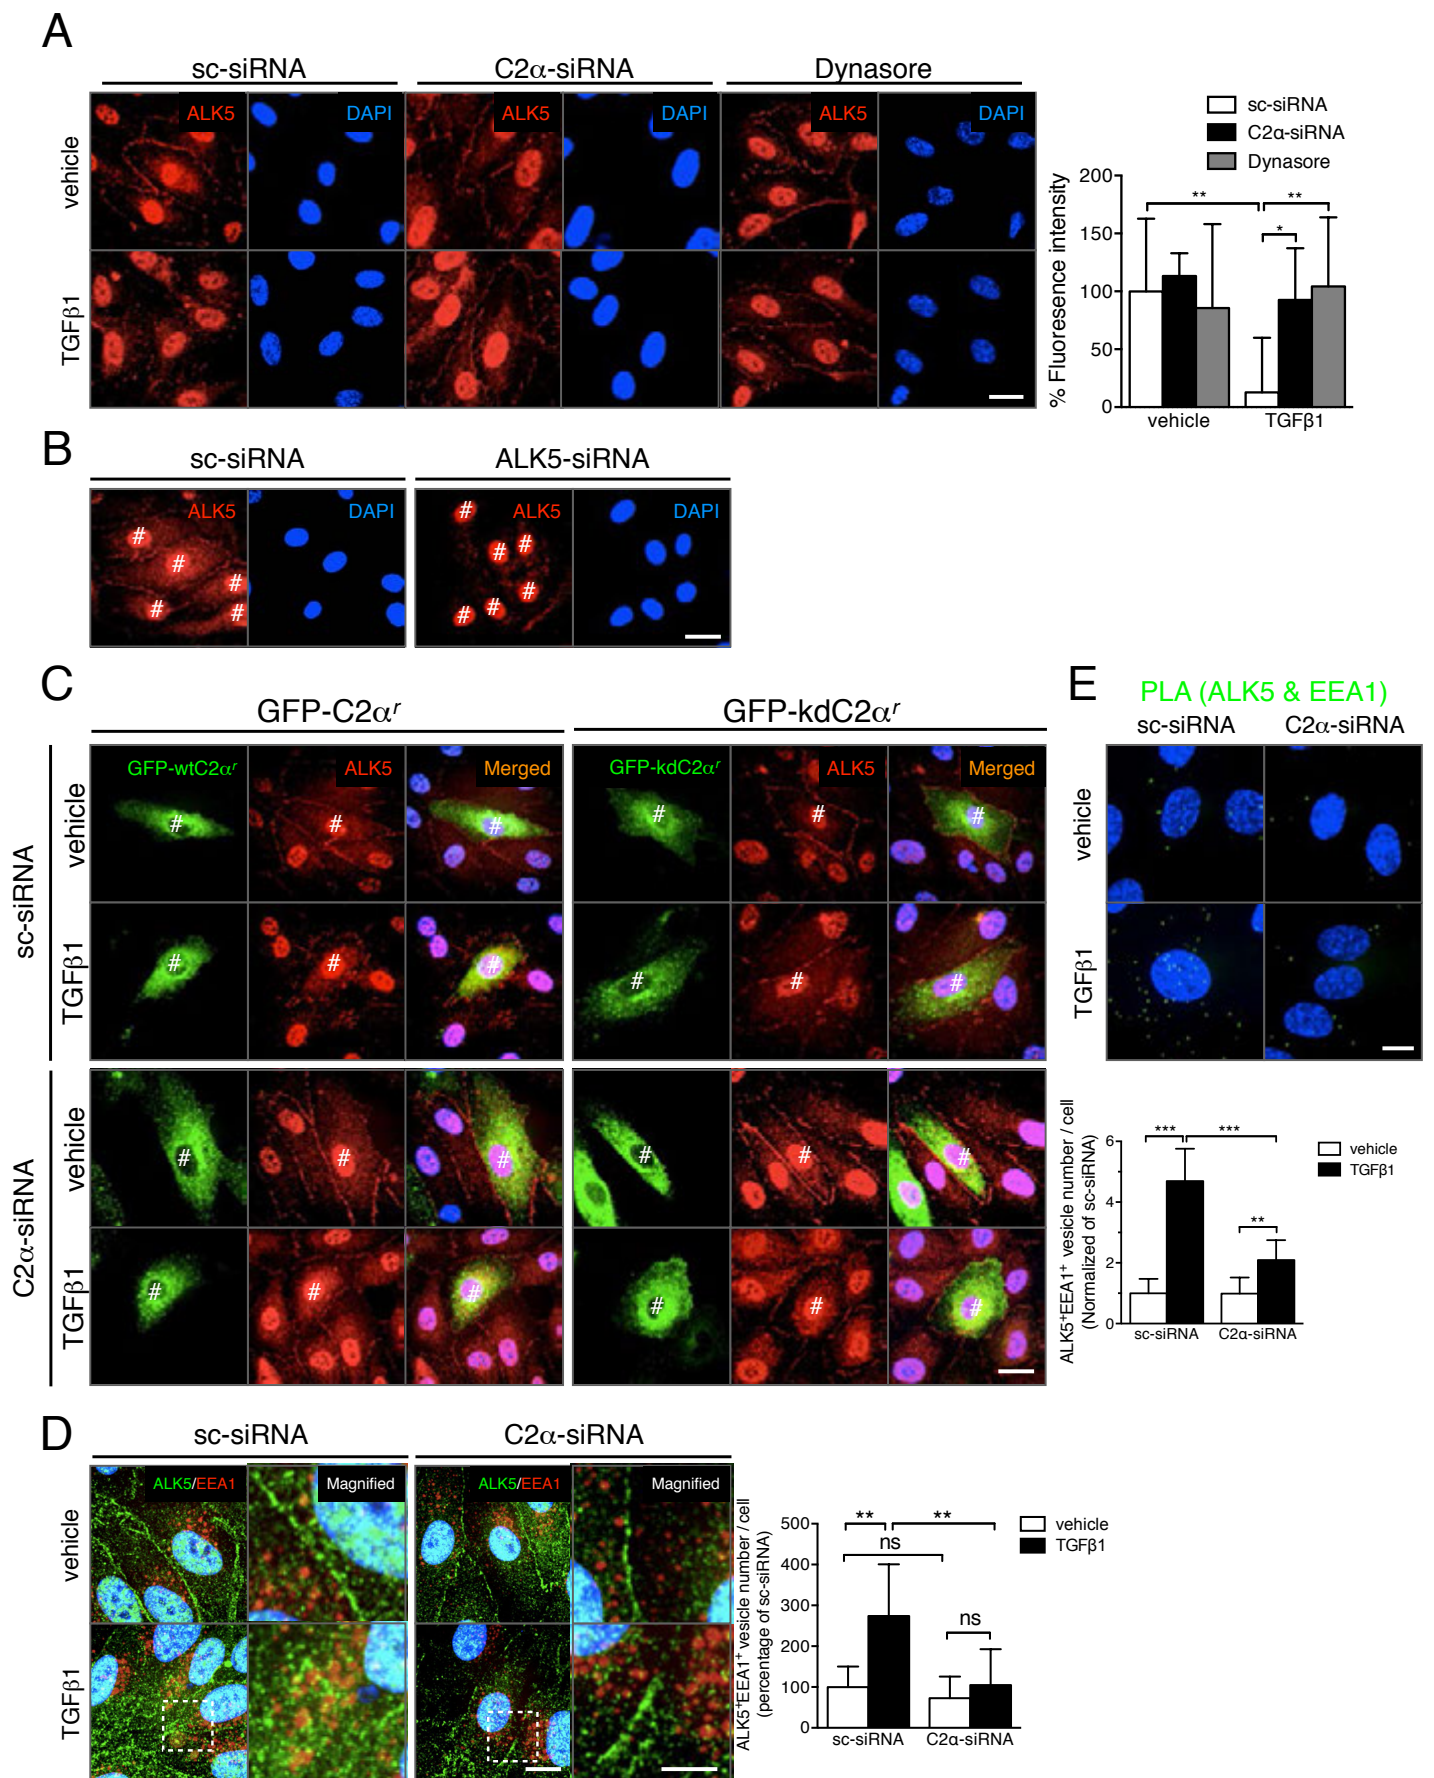 A
sc-siRNA C2α-siRNA Dynasore
vehicle
ALK5 DAPI ALK5 DAPI ALK5 DAPI
TGFβ1
sc-siRNA
C2α-siRNA
Dynasore
% Fluoresence intensity
200
150
100
50
0
** **
*
vehicle TGFβ1
B
sc-siRNA ALK5-siRNA
ALK5 DAPI ALK5 DAPI
# # # # #
# # # # # #
C
GFP-C2αʳ GFP-kdC2αʳ
sc-siRNA
vehicle
GFP-wtC2αʳ ALK5 Merged GFP-kdC2αʳ ALK5 Merged
# # # # # #
TGFβ1
# # # # # #
C2α-siRNA
vehicle
# # # # # #
TGFβ1
# # # # # #
E
PLA (ALK5 & EEA1)
sc-siRNA C2α-siRNA
vehicle
TGFβ1
ALK5⁺EEA1⁺ vesicle number / cell
(Normalized of sc-siRNA)
6
4
2
0
*** ***
**
vehicle
TGFβ1
sc-siRNA C2α-siRNA
D
sc-siRNA C2α-siRNA
vehicle
ALK5/EEA1 Magnified ALK5/EEA1 Magnified
TGFβ1
ALK5⁺EEA1⁺ vesicle number / cell
(percentage of sc-siRNA)
500
400
300
200
100
0
** **
ns
ns
vehicle
TGFβ1
sc-siRNA C2α-siRNA